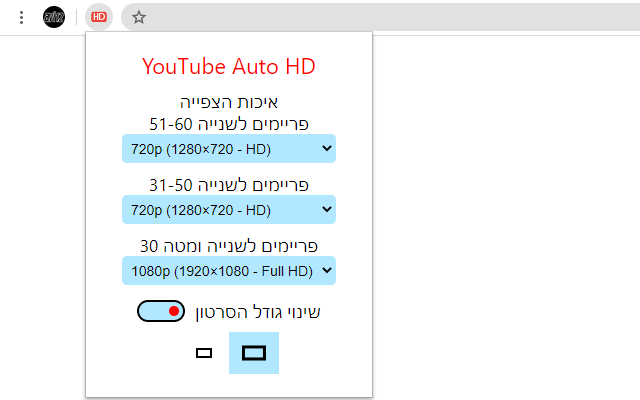 HD
YouTube Auto HD
איכות הצפייה
פריימים לשנייה 51-60
720p (1280×720 - HD)
פריימים לשנייה 31-50
720p (1280×720 - HD)
פריימים לשנייה ומטה 30
1080p (1920×1080 - Full HD)
שינוי גודל הסרטון